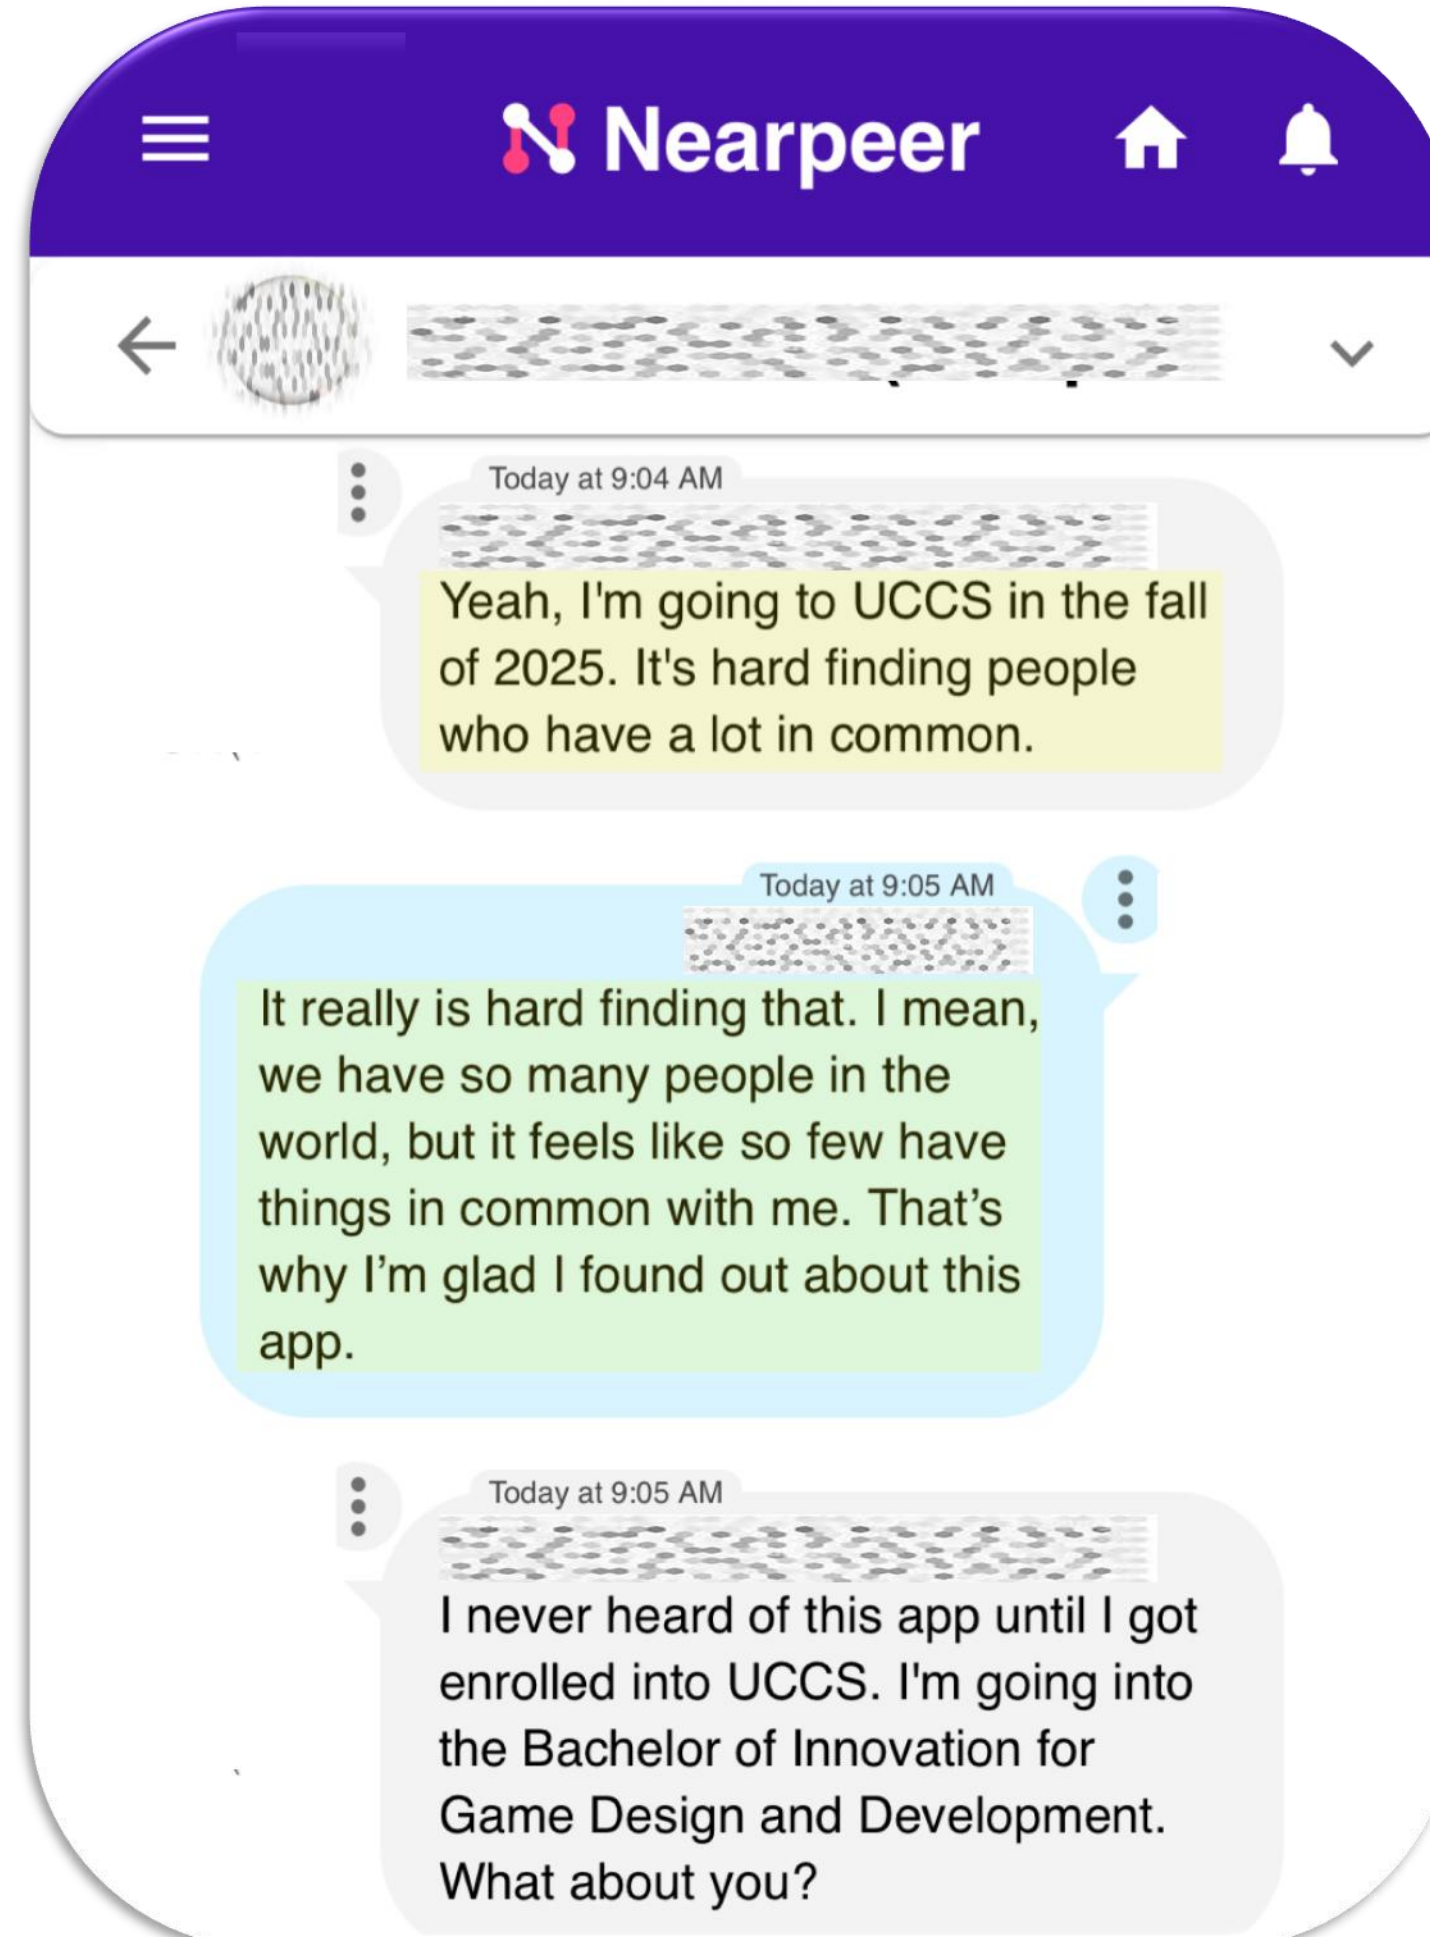 Nearpeer
Today at 9:04 AM
Yeah, I'm going to UCCS in the fall
of 2025. It's hard finding people
who have a lot in common.
Today at 9:05 AM
It really is hard finding that. I mean,
we have so many people in the
world, but it feels like so few have
things in common with me. That’s
why I’m glad I found out about this
app.
Today at 9:05 AM
I never heard of this app until I got
enrolled into UCCS. I'm going into
the Bachelor of Innovation for
Game Design and Development.
What about you?